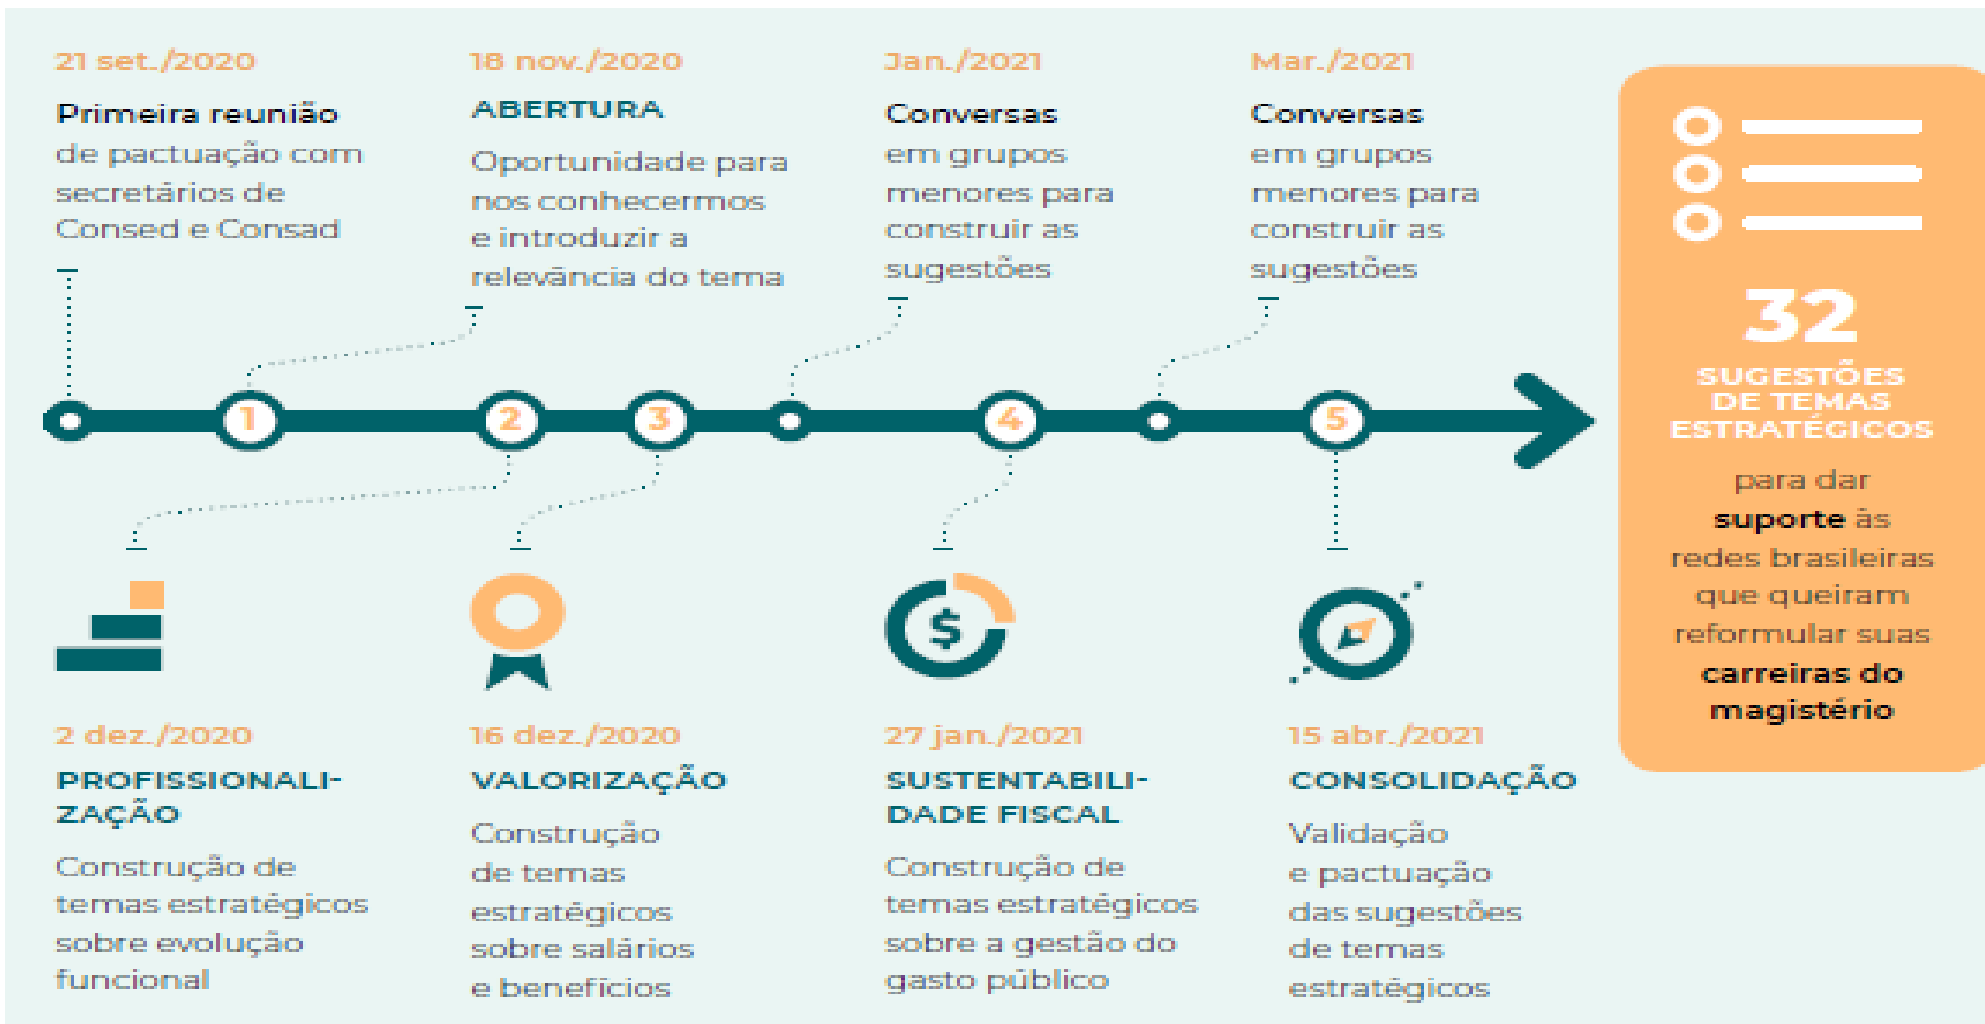 21 set./2020
Primeira reunião
de pactuação com
secretários de
Consed e Consad
18 nov./2020
ABERTURA
Oportunidade para
nos conhecermos
e introduzir a
relevância do tema
Jan./2021
Conversas
em grupos
menores para
construir as
sugestões
Mar./2021
Conversas
em grupos
menores para
construir as
sugestões
1
2
3
4
5
2 dez./2020
PROFISSIONALI-
ZAÇÃO
Construção de
temas estratégicos
sobre evolução
funcional
16 dez./2020
VALORIZAÇÃO
Construção
de temas
estratégicos
sobre salários
e benefícios
$
27 jan./2021
SUSTENTABILI-
DADE FISCAL
Construção de
temas estratégicos
sobre a gestão do
gasto público
15 abr./2021
CONSOLIDAÇÃO
Validação
e pactuação
das sugestões
de temas
estratégicos
32
SUGESTÕES
DE TEMAS
ESTRATÉGICOS
para dar
suporte às
redes brasileiras
que queiram
reformular suas
carreiras do
magistério